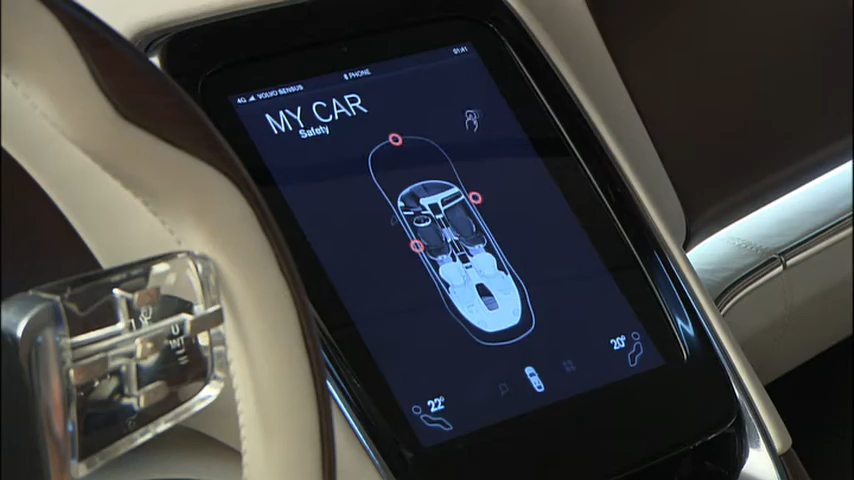 4G VOLVO SENSUS
PHONE
01:41
MY CAR
Safety
22°
20°